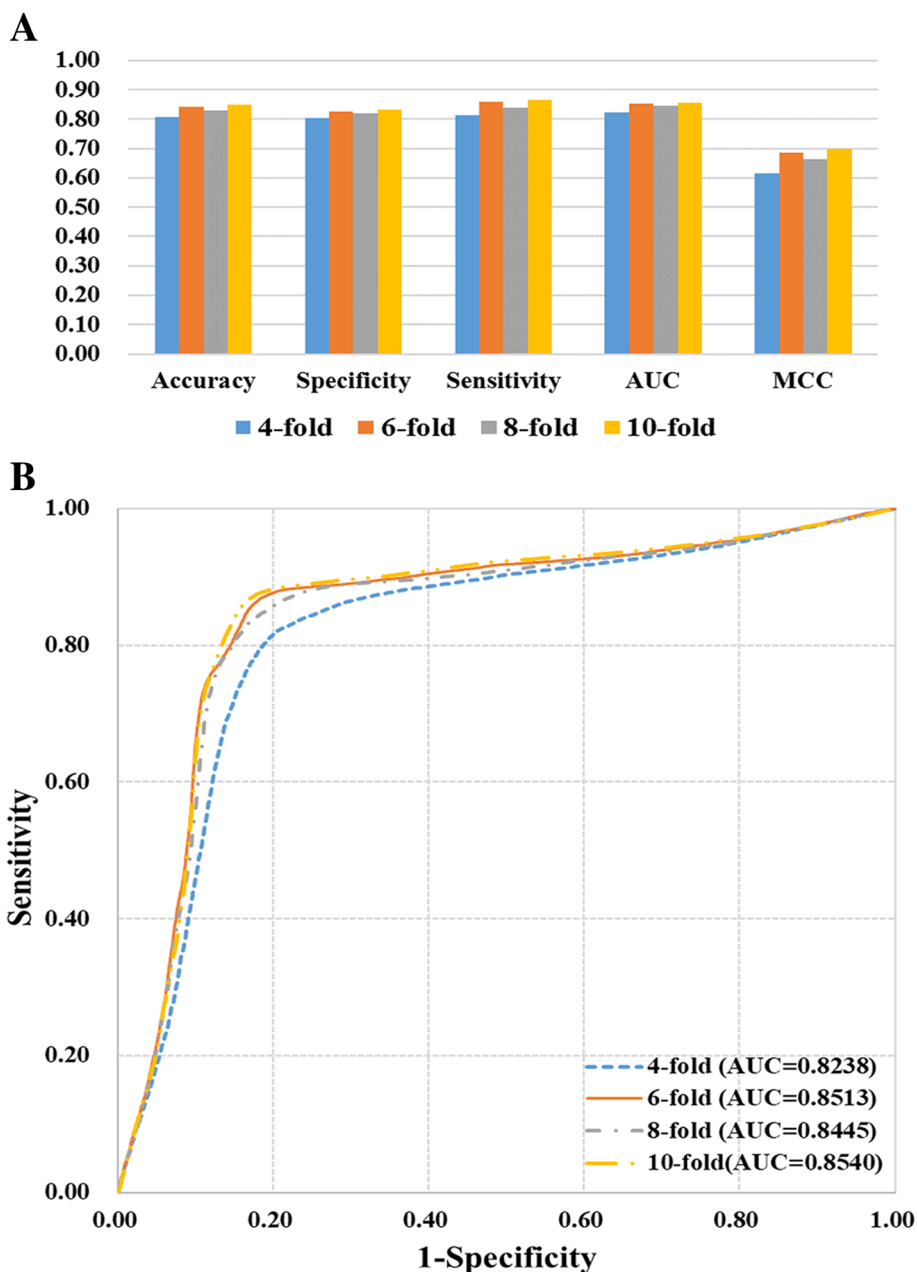 A
1.00
0.90
0.80
0.70
0.60
0.50
0.40
0.30
0.20
0.10
0.00
Accuracy Specificity Sensitivity AUC MCC
4-fold 6-fold 8-fold 10-fold
B
1.00
0.80
0.60
0.40
0.20
0.00
Sensitivity
4-fold (AUC=0.8238)
6-fold (AUC=0.8513)
8-fold (AUC=0.8445)
10-fold(AUC=0.8540)
0.00 0.20 0.40 0.60 0.80 1.00
1-Specificity